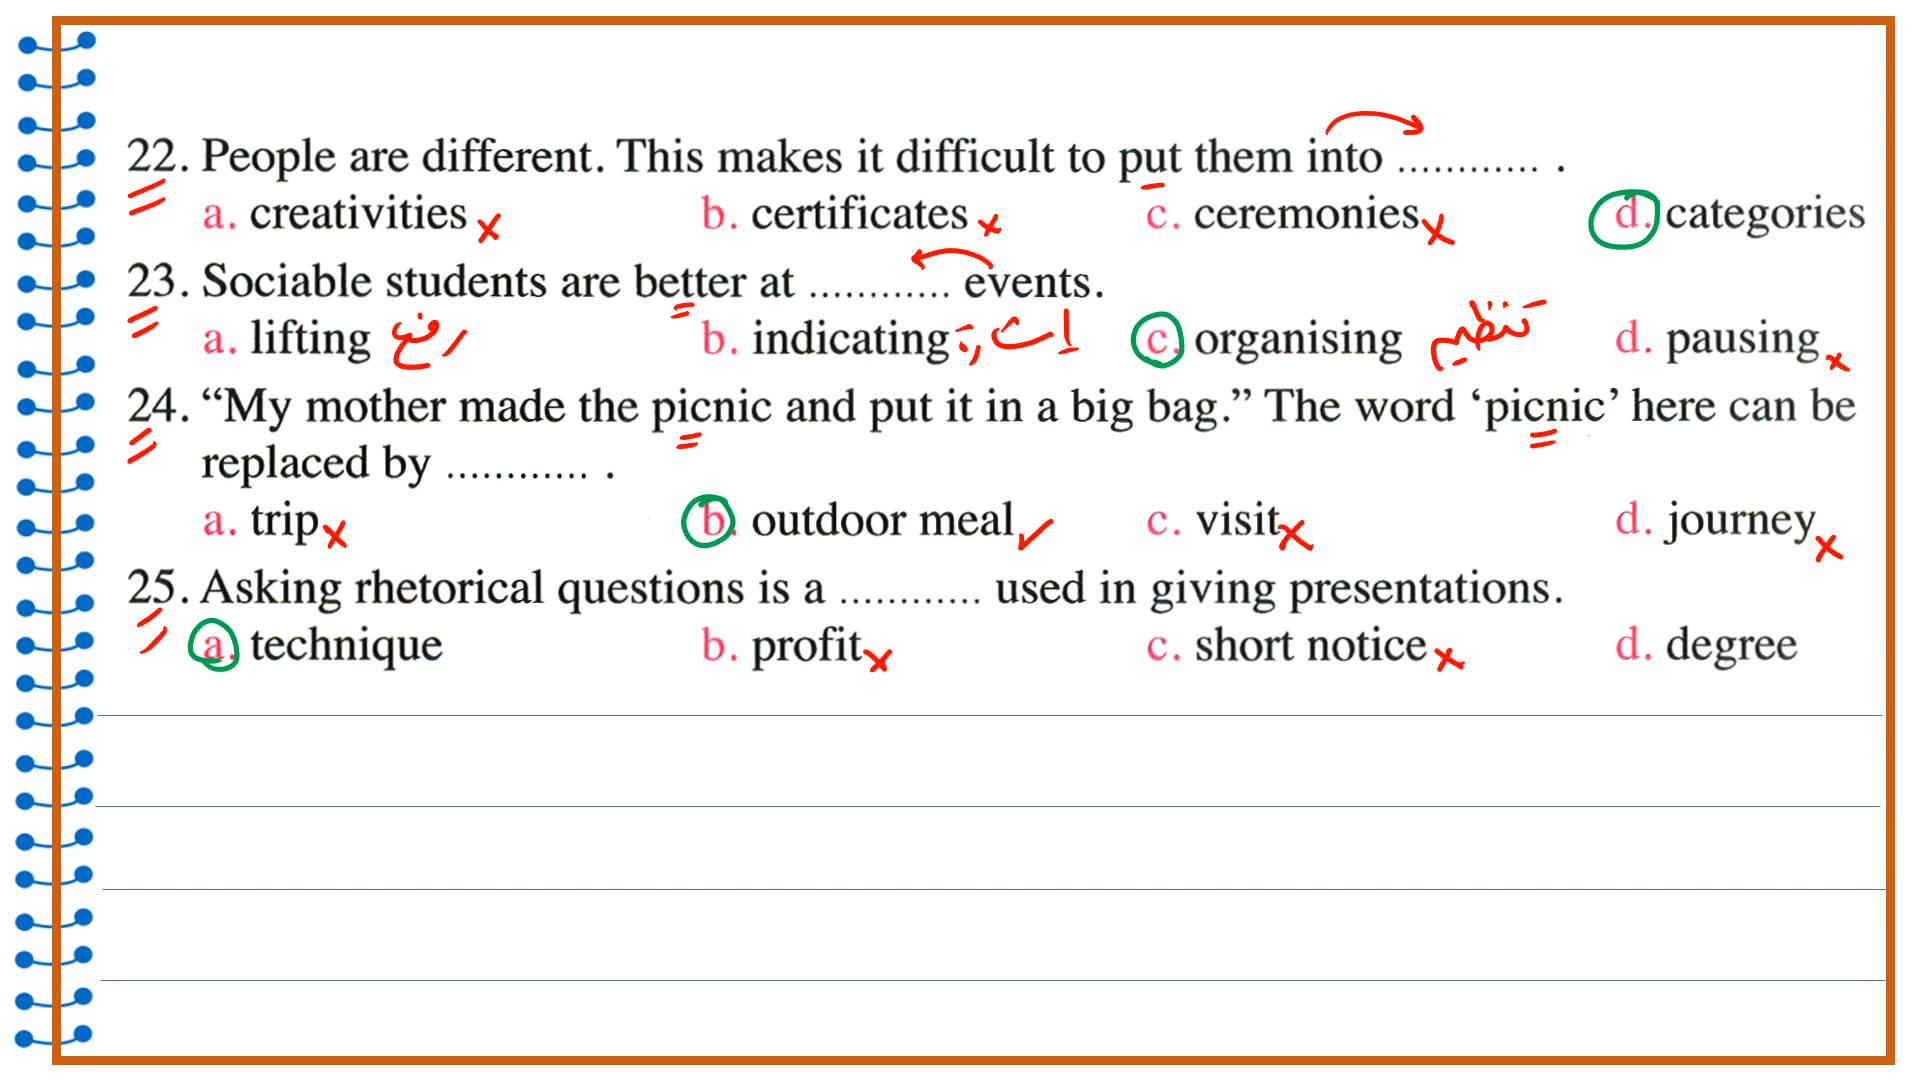 22. People are different. This makes it difficult to put them into ............ .
a. creativities x b. certificates x c. ceremonies x d. categories
23. Sociable students are better at ............ events.
a. lifting رفع b. indicating إشارة c. organising تنظيم d. pausing x
24. “My mother made the picnic and put it in a big bag.” The word ‘picnic’ here can be
replaced by ............ .
a. trip x b. outdoor meal ✓ c. visit x d. journey x
25. Asking rhetorical questions is a ............ used in giving presentations.
a. technique b. profit x c. short notice x d. degree